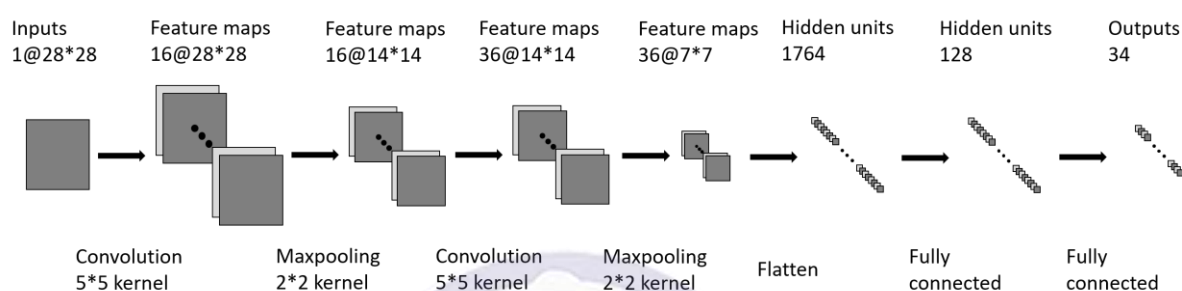 Inputs
1@28*28
Feature maps
16@28*28
Feature maps
16@14*14
Feature maps
36@14*14
Feature maps
36@7*7
Hidden units
1764
Hidden units
128
Outputs
34
Convolution
5*5 kernel
Maxpooling
2*2 kernel
Convolution
5*5 kernel
Maxpooling
2*2 kernel
Flatten
Fully
connected
Fully
connected